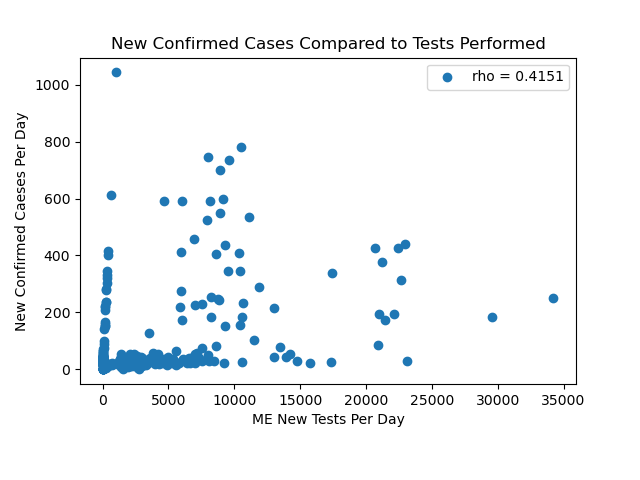 New Confirmed Cases Compared to Tests Performed
rho = 0.4151
New Confirmed Caeses Per Day
1000
800
600
400
200
0
0 5000 10000 15000 20000 25000 30000 35000
ME New Tests Per Day